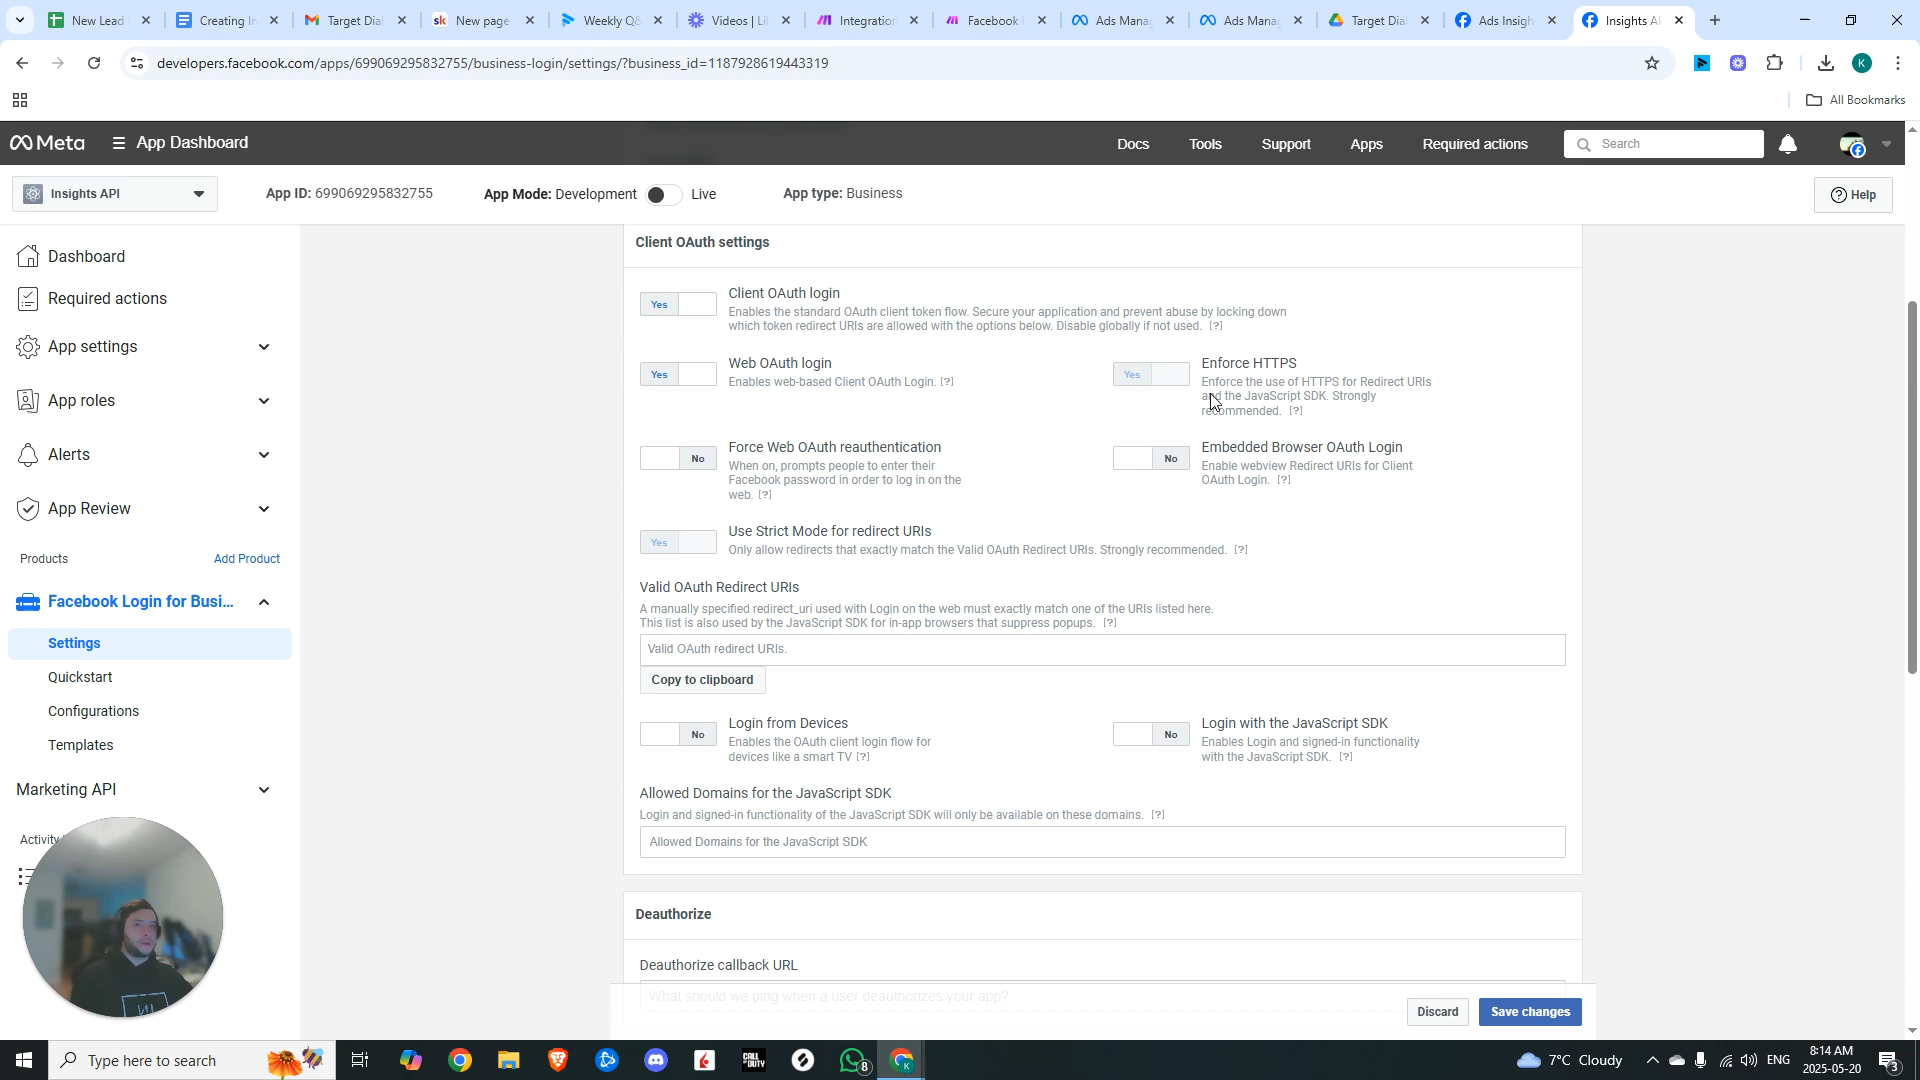 New Lead
Creating In
Target Dia
sk New page
Weekly Q&
Videos | Lil
Integration
Facebook
Ads Manag
Ads Manag
Target Dia
Ads Insigh
Insights AP
developers.facebook.com/apps/699069295832755/business-login/settings/?business_id=1187928619443319
K
All Bookmarks
Meta
App Dashboard
Docs
Tools
Support
Apps
Required actions
Search
Insights API
App ID: 699069295832755
App Mode: Development
Live
App type: Business
Help
Dashboard
Required actions
App settings
App roles
Alerts
App Review
Products
Add Product
Facebook Login for Busi...
Settings
Quickstart
Configurations
Templates
Marketing API
Activity
Client OAuth settings
Yes
Client OAuth login
Enables the standard OAuth client token flow. Secure your application and prevent abuse by locking down
which token redirect URIs are allowed with the options below. Disable globally if not used. [?]
Yes
Web OAuth login
Enables web-based Client OAuth Login. [?]
Yes
Enforce HTTPS
Enforce the use of HTTPS for Redirect URIs
and the JavaScript SDK. Strongly
recommended. [?]
No
Force Web OAuth reauthentication
When on, prompts people to enter their
Facebook password in order to log in on the
web. [?]
No
Embedded Browser OAuth Login
Enable webview Redirect URIs for Client
OAuth Login. [?]
Yes
Use Strict Mode for redirect URIs
Only allow redirects that exactly match the Valid OAuth Redirect URIs. Strongly recommended. [?]
Valid OAuth Redirect URIs
A manually specified redirect_uri used with Login on the web must exactly match one of the URIs listed here.
This list is also used by the JavaScript SDK for in-app browsers that suppress popups. [?]
Valid OAuth redirect URIs.
Copy to clipboard
No
Login from Devices
Enables the OAuth client login flow for
devices like a smart TV [?]
No
Login with the JavaScript SDK
Enables Login and signed-in functionality
with the JavaScript SDK. [?]
Allowed Domains for the JavaScript SDK
Login and signed-in functionality of the JavaScript SDK will only be available on these domains. [?]
Allowed Domains for the JavaScript SDK
Deauthorize
Deauthorize callback URL
What should we ping when a user deauthorizes your app?
Discard
Save changes
Type here to search
CALL OF DUTY
8
K
7°C Cloudy
ENG
8:14 AM
2025-05-20
3